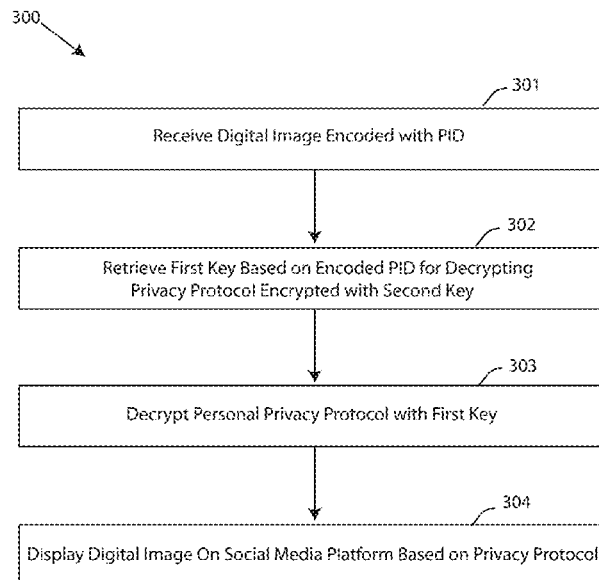 300
301
Receive Digital Image Encoded with PID
302
Retrieve First Key Based on Encoded PID for Decrypting
Privacy Protocol Encrypted with Second Key
303
Decrypt Personal Privacy Protocol with First Key
304
Display Digital Image On Social Media Platform Based on Privacy Protocol